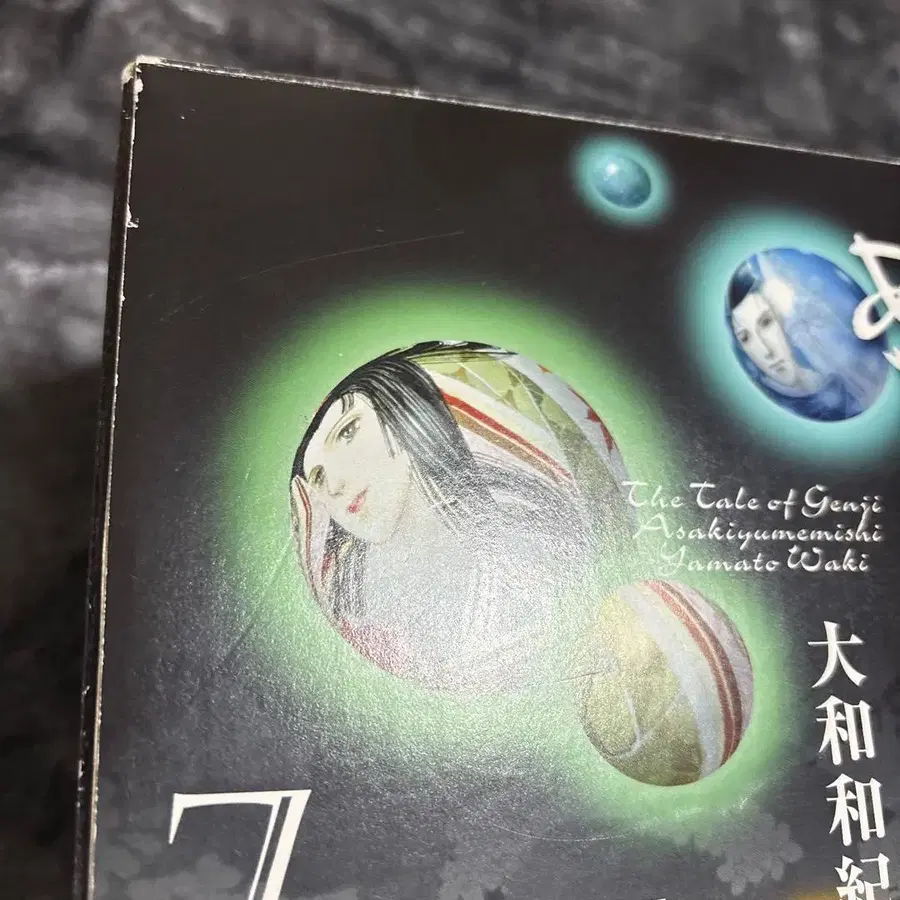 The Tale of Genji
Asakiyumemishi
Yamato Waki
大和和紀
7